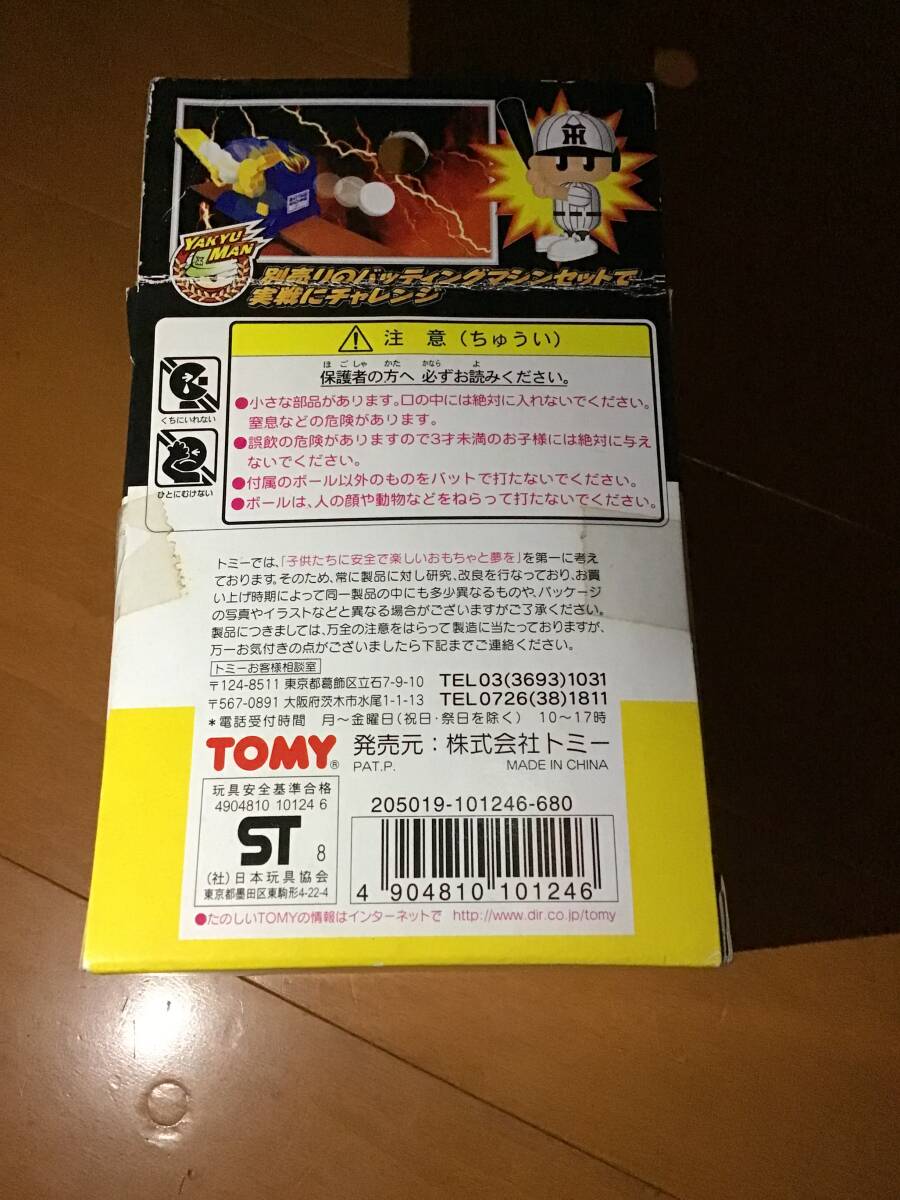 YAKYU
MAN
別売りのバッティングマシンセットで
実戦にチャレンジ
注意(ちゅうい)
ほごしゃ かた かなら よ
保護者の方へ 必ずお読みください。
●小さな部品があります。口の中には絶対に入れないでください。
窒息などの危険があります。
●誤飲の危険がありますので3才未満のお子様には絶対に与え
ないでください。
●付属のボール以外のものをバットで打たないでください。
●ボールは、人の顔や動物などをねらって打たないでください。
くちにいれない
ひとにむけない
トミーでは、「子供たちに安全で楽しいおもちゃと夢を」を第一に考え
ております。そのため、常に製品に対し研究、改良を行なっており、お買
い上げ時期によって同一製品の中にも多少異なるものや、パッケージ
の写真やイラストなどと異なる場合がございますがご了承ください。
製品につきましては、万全の注意をはらって製造に当たっておりますが、
万一お気付きの点がございましたら下記までご連絡ください。
トミーお客様相談室
〒124-8511 東京都葛飾区立石7-9-10 TEL03(3693)1031
〒567-0891 大阪府茨木市水尾1-1-13 TEL0726(38)1811
*電話受付時間 月~金曜日(祝日・祭日を除く) 10~17時
TOMY® 発売元:株式会社トミー
PAT.P. MADE IN CHINA
玩具安全基準合格
4904810 10124 6
ST 8
(社)日本玩具協会
東京都墨田区東駒形4-22-4
205019-101246-680
4 904810 101246
●たのしいTOMYの情報はインターネットで http://www.dir.co.jp/tomy